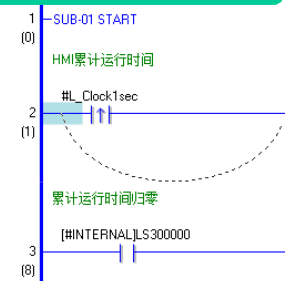 1 SUB-01 START
(0)
HMI累计运行时间
#L_Clock1sec
2
(1)
累计运行时间归零
[#INTERNAL]LS300000
3
(8)